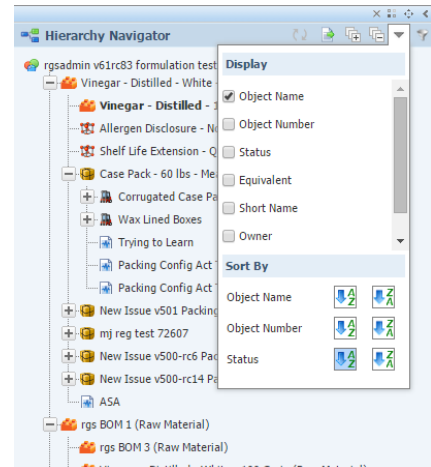 Hierarchy Navigator
rgsadmin v61rc83 formulation test
Vinegar - Distilled - White -
Vinegar - Distilled -
Allergen Disclosure -
Shelf Life Extension -
Case Pack - 60 lbs -
Corrugated Case
Wax Lined Boxes
Trying to Learn
Packing Config Act
Packing Config Act
New Issue v501 Packing
mj reg test 72607
New Issue v500-rc6
New Issue v500-rc14
ASA
rgs BOM 1 (Raw Material)
rgs BOM 3 (Raw Material)
Display
Object Name
Object Number
Status
Equivalent
Short Name
Owner
Sort By
Object Name
Object Number
Status